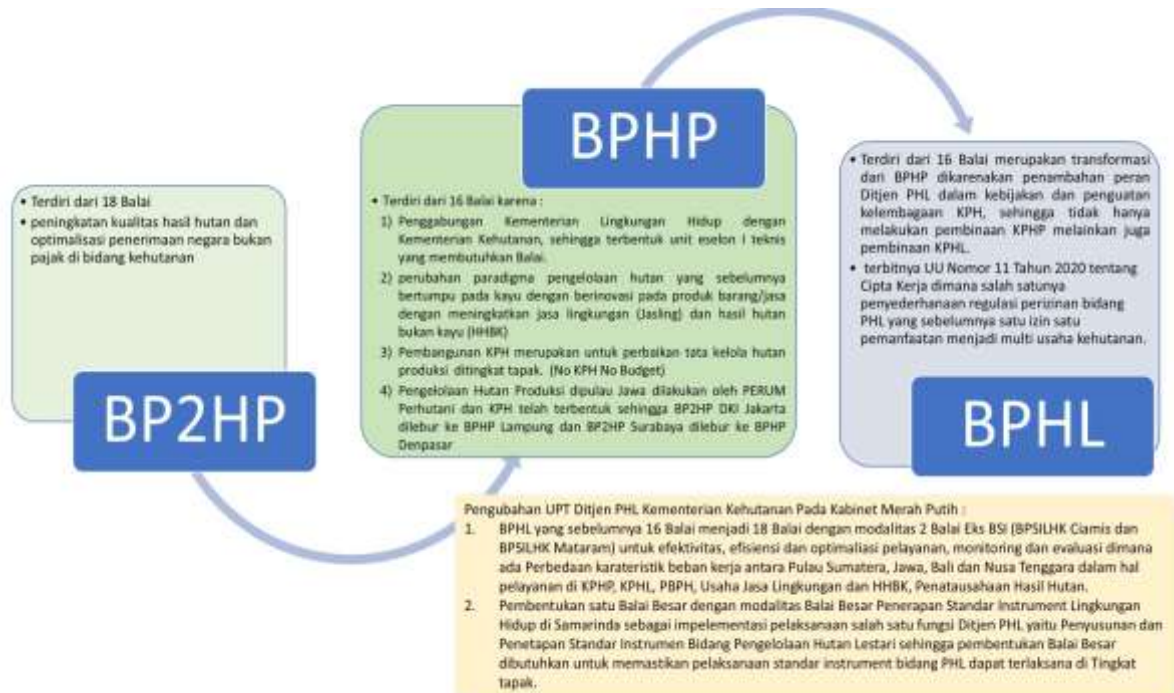 • Terdiri dari 18 Balai
• peningkatan kualitas hasil hutan dan
optimalisasi penerimaan negara bukan
pajak di bidang kehutanan
BP2HP
BPHP
• Terdiri dari 16 Balai karena :
1) Penggabungan Kementerian Lingkungan Hidup dengan
Kementerian Kehutanan, sehingga terbentuk unit eselon I teknis
yang membutuhkan Balai.
2) perubahan paradigma pengelolaan hutan yang sebelumnya
bertumpu pada kayu dengan berinovasi pada produk barang/jasa
dengan meningkatkan jasa lingkungan (Jasling) dan hasil hutan
bukan kayu (HHBK)
3) Pembangunan KPH merupakan untuk perbaikan tata kelola hutan
produksi ditingkat tapak. (No KPH No Budget)
4) Pengelolaan Hutan Produksi dipulau Jawa dilakukan oleh PERUM
Perhutani dan KPH telah terbentuk sehingga BP2HP DKI Jakarta
dilebur ke BPHP Lampung dan BP2HP Surabaya dilebur ke BPHP
Denpasar
• Terdiri dari 16 Balai merupakan transformasi
dari BPHP dikarenakan penambahan peran
Ditjen PHL dalam kebijakan dan penguatan
kelembagaan KPH, sehingga tidak hanya
melakukan pembinaan KPHP melainkan juga
pembinaan KPHL.
• terbitnya UU Nomor 11 Tahun 2020 tentang
Cipta Kerja dimana salah satunya
penyederhanaan regulasi perizinan bidang
PHL yang sebelumnya satu izin satu
pemanfaatan menjadi multi usaha kehutanan.
BPHL
Pengubahan UPT Ditjen PHL Kementerian Kehutanan Pada Kabinet Merah Putih :
1. BPHL yang sebelumnya 16 Balai menjadi 18 Balai dengan modalitas 2 Balai Eks BSI (BPSILHK Ciamis dan
BPSILHK Mataram) untuk efektivitas, efisiensi dan optimaliasi pelayanan, monitoring dan evaluasi dimana
ada Perbedaan karateristik beban kerja antara Pulau Sumatera, Jawa, Bali dan Nusa Tenggara dalam hal
pelayanan di KPHP, KPHL, PBPH, Usaha Jasa Lingkungan dan HHBK, Penatausahaan Hasil Hutan.
2. Pembentukan satu Balai Besar dengan modalitas Balai Besar Penerapan Standar Instrument Lingkungan
Hidup di Samarinda sebagai impelementasi pelaksanaan salah satu fungsi Ditjen PHL yaitu Penyusunan dan
Penetapan Standar Instrumen Bidang Pengelolaan Hutan Lestari sehingga pembentukan Balai Besar
dibutuhkan untuk memastikan pelaksanaan standar instrument bidang PHL dapat terlaksana di Tingkat
tapak.